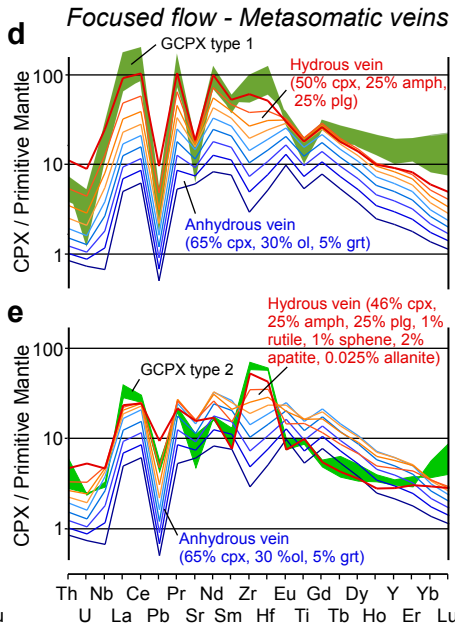 Focused flow - Metasomatic veins
d
GCPX type 1
Hydrous vein
(50% cpx, 25% amph,
25% plg)
100
10
1
CPX / Primitive Mantle
Anhydrous vein
(65% cpx, 30% ol, 5% grt)
e
Hydrous vein (46% cpx,
25% amph, 25% plg, 1%
rutile, 1% sphene, 2%
apatite, 0.025% allanite)
GCPX type 2
100
10
1
CPX / Primitive Mantle
Anhydrous vein
(65% cpx, 30 %ol, 5% grt)
Th Nb Ce Pr Nd Zr Eu Gd Dy Y Yb
U La Pb Sr Sm Hf Ti Tb Ho Er Lu